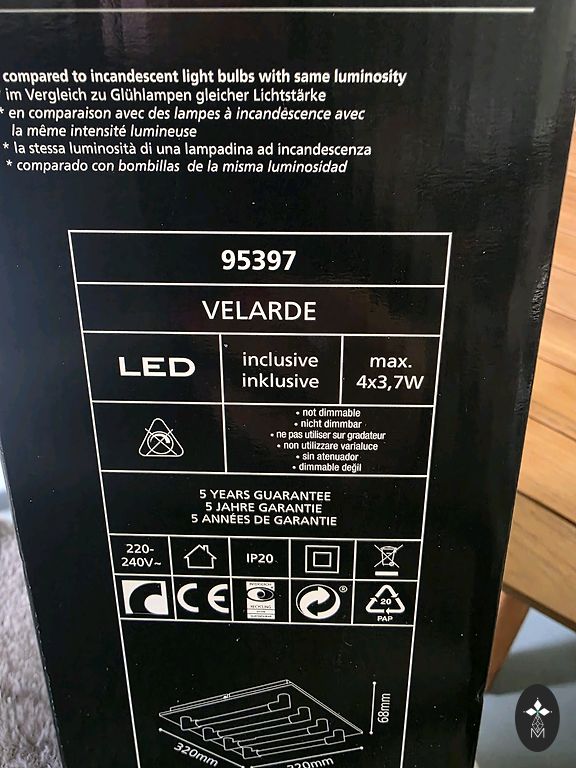 compared to incandescent light bulbs with same luminosity
im Vergleich zu Glühlampen gleicher Lichtstärke
* en comparaison avec des lampes à incandèscence avec
la même intensité lumineuse
* la stessa luminosità di una lampadina ad incandescenza
* comparado con bombillas de la misma luminosidad
95397
VELARDE
LED
inclusive
inklusive
max.
4x3,7W
• not dimmable
• nicht dimmbar
• ne pas utiliser sur gradateur
• non utilizzare varialuce
• sin atenuador
• dimmable değil
5 YEARS GUARANTEE
5 JAHRE GARANTIE
5 ANNÉES DE GARANTIE
220-
240V~
IP20
CE
®
20
PAP
68mm
320mm
320mm
M